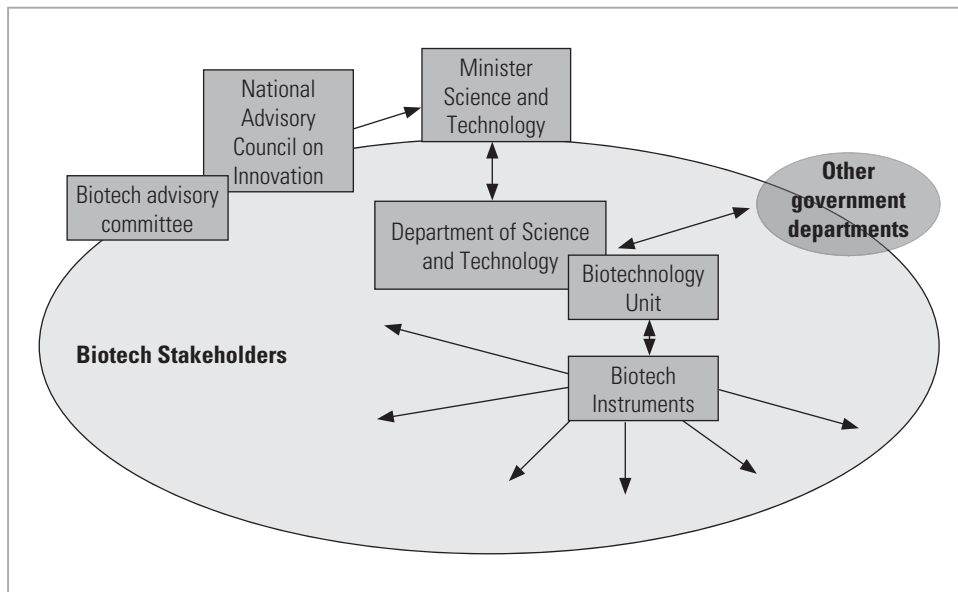 National
Advisory
Council on
Innovation
Minister
Science and
Technology
Biotech advisory
committee
Other
government
departments
Department of Science
and Technology
Biotechnology
Unit
Biotech Stakeholders
Biotech
Instruments